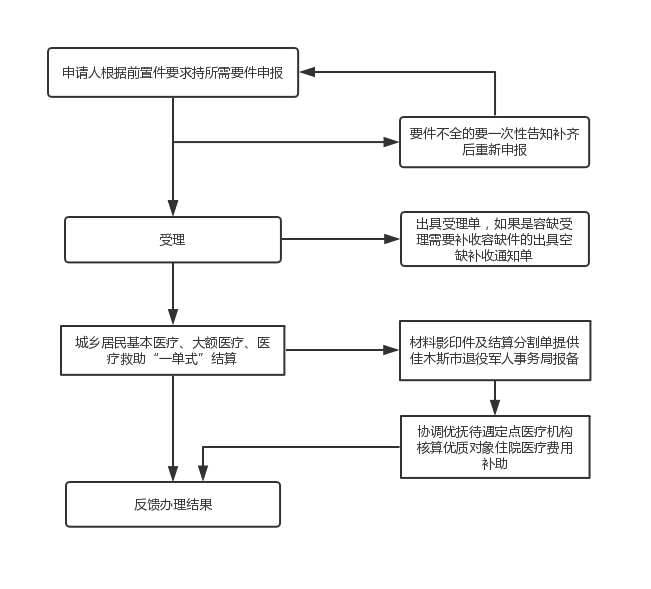 申请人根据前置件要求持所需要件申报
要件不全的要一次性告知补齐
后重新申报
受理
出具受理单，如果是容缺受
理需要补收容缺件的出具空
缺补收通知单
城乡居民基本医疗、大额医疗、医
疗救助“一单式”结算
材料影印件及结算分割单提供
佳木斯市退役军人事务局报备
协调优抚待遇定点医疗机构
核算优质对象住院医疗费用
补助
反馈办理结果